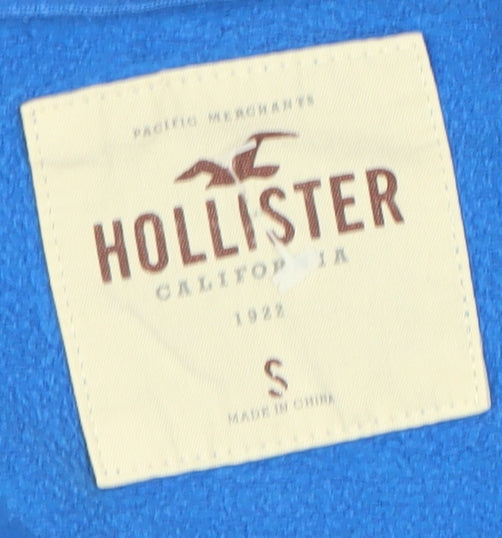 PACIFIC MERCHANTS
HOLLISTER
CALIFORNIA
1922
S
MADE IN CHINA